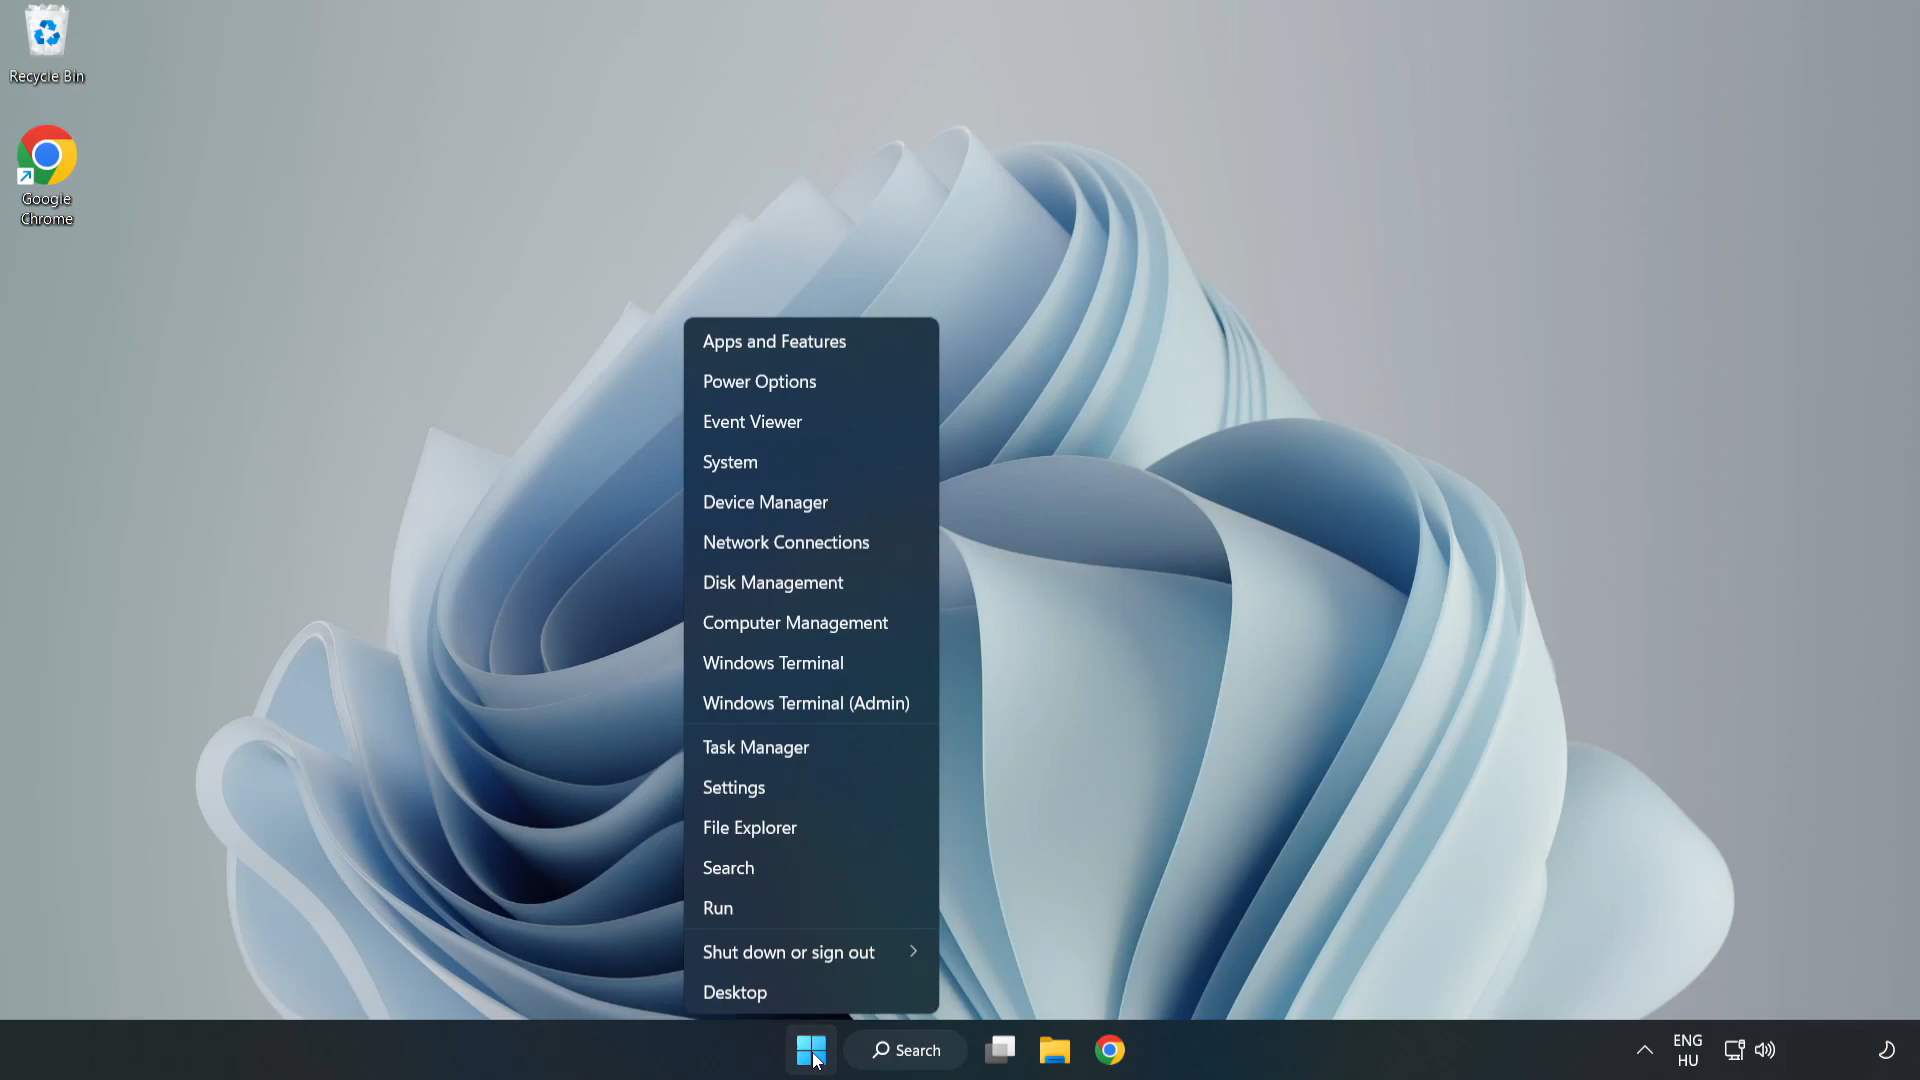 Recycle Bin
Google
Chrome
Apps and Features
Power Options
Event Viewer
System
Device Manager
Network Connections
Disk Management
Computer Management
Windows Terminal
Windows Terminal (Admin)
Task Manager
Settings
File Explorer
Search
Run
Shut down or sign out
Desktop
Search
ENG
HU